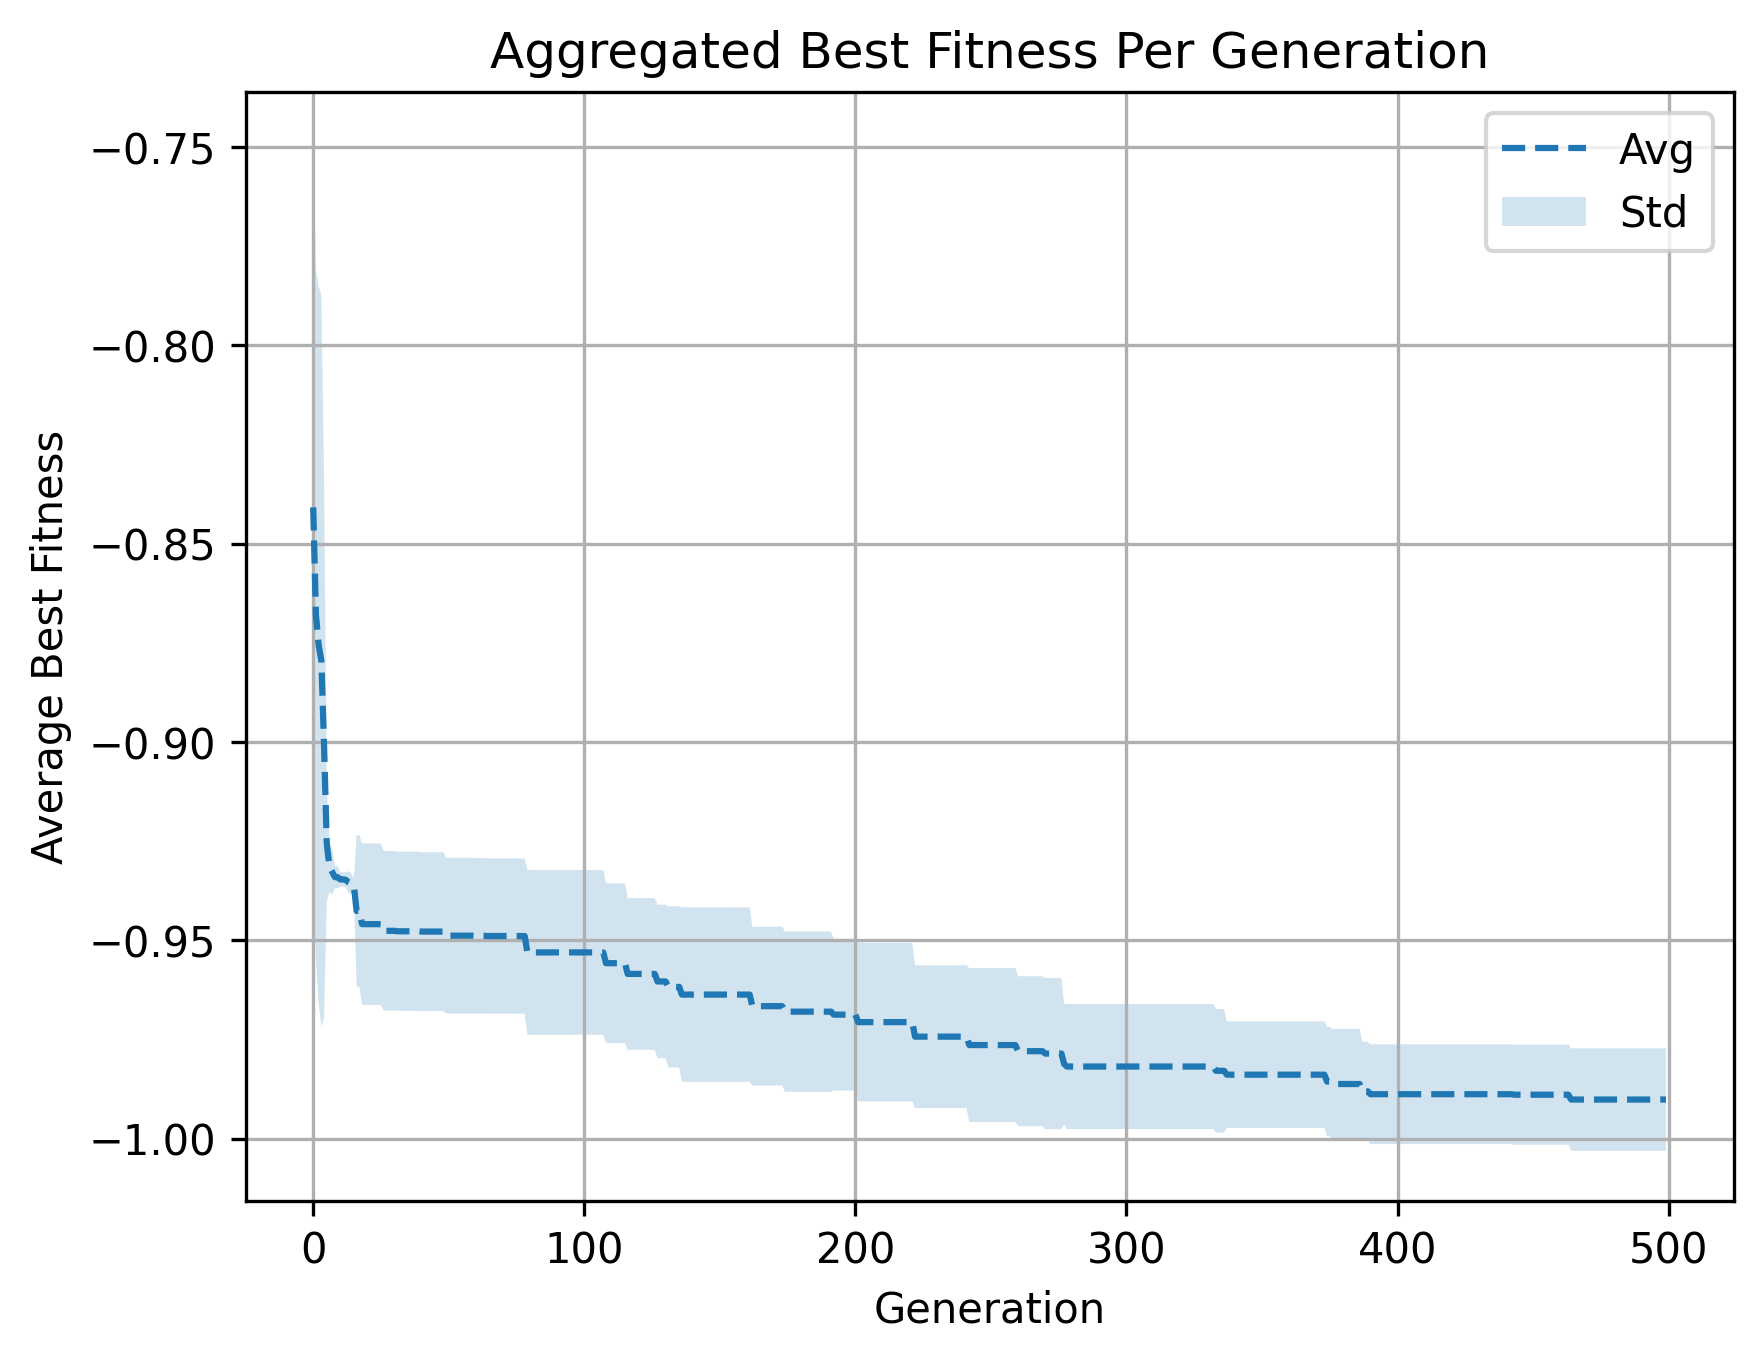 Aggregated Best Fitness Per Generation
Average Best Fitness
−0.75
−0.80
−0.85
−0.90
−0.95
−1.00
Avg
Std
0 100 200 300 400 500
Generation